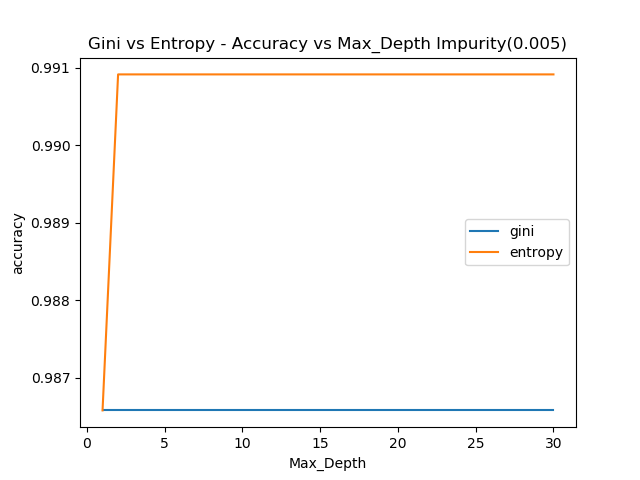 Gini vs Entropy - Accuracy vs Max_Depth Impurity(0.005)
0.991
0.990
0.989
0.988
0.987
accuracy
gini
entropy
0 5 10 15 20 25 30
Max_Depth